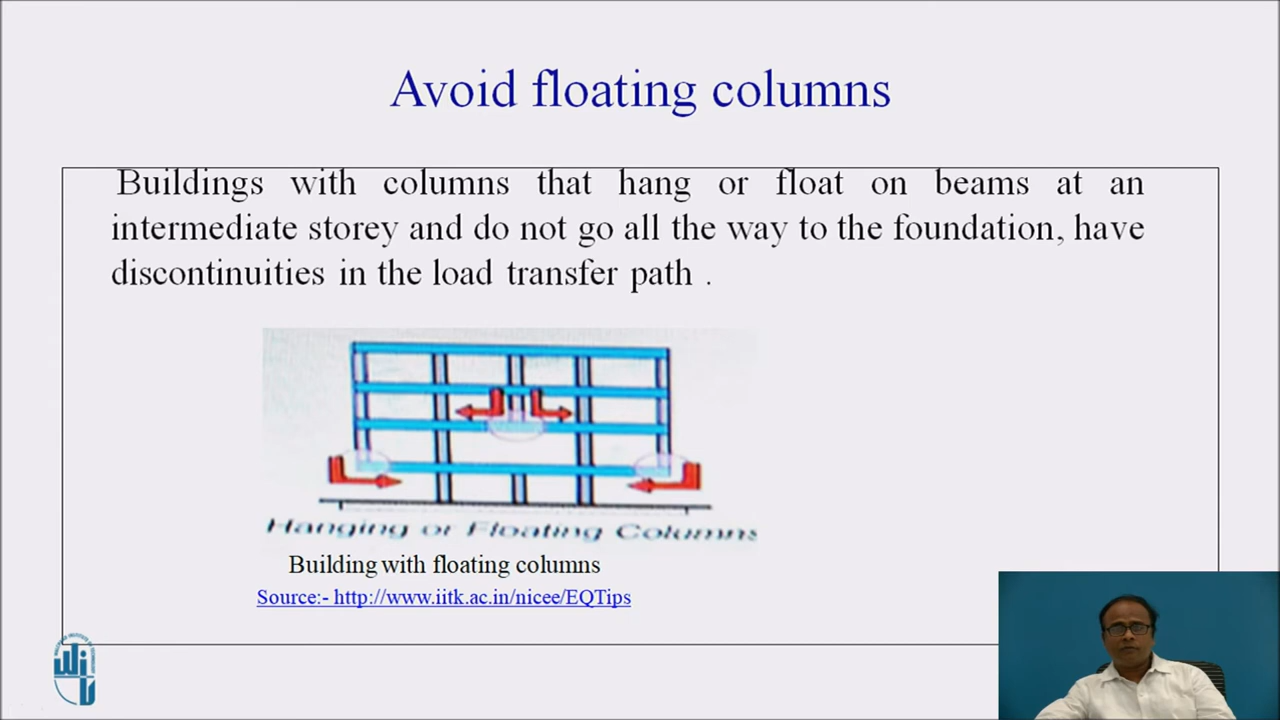 Avoid floating columns
Buildings with columns that hang or float on beams at an
intermediate storey and do not go all the way to the foundation, have
discontinuities in the load transfer path .
Hanging or Floating Columns
Building with floating columns
Source:- http://www.iitk.ac.in/nicee/EQTips